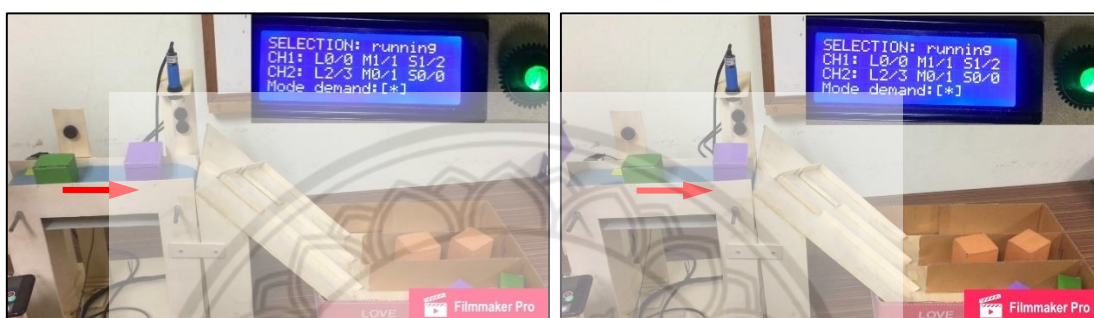 SELECTION: running
CH1: L0/0 M1/1 S1/2
CH2: L2/3 M0/1 S0/0
Mode demand:[*]
LOVE
Filmmaker Pro
SELECTION: running
CH1: L0/0 M1/1 S1/2
CH2: L2/3 M0/1 S0/0
Mode demand:[*]
LOVE
Filmmaker Pro